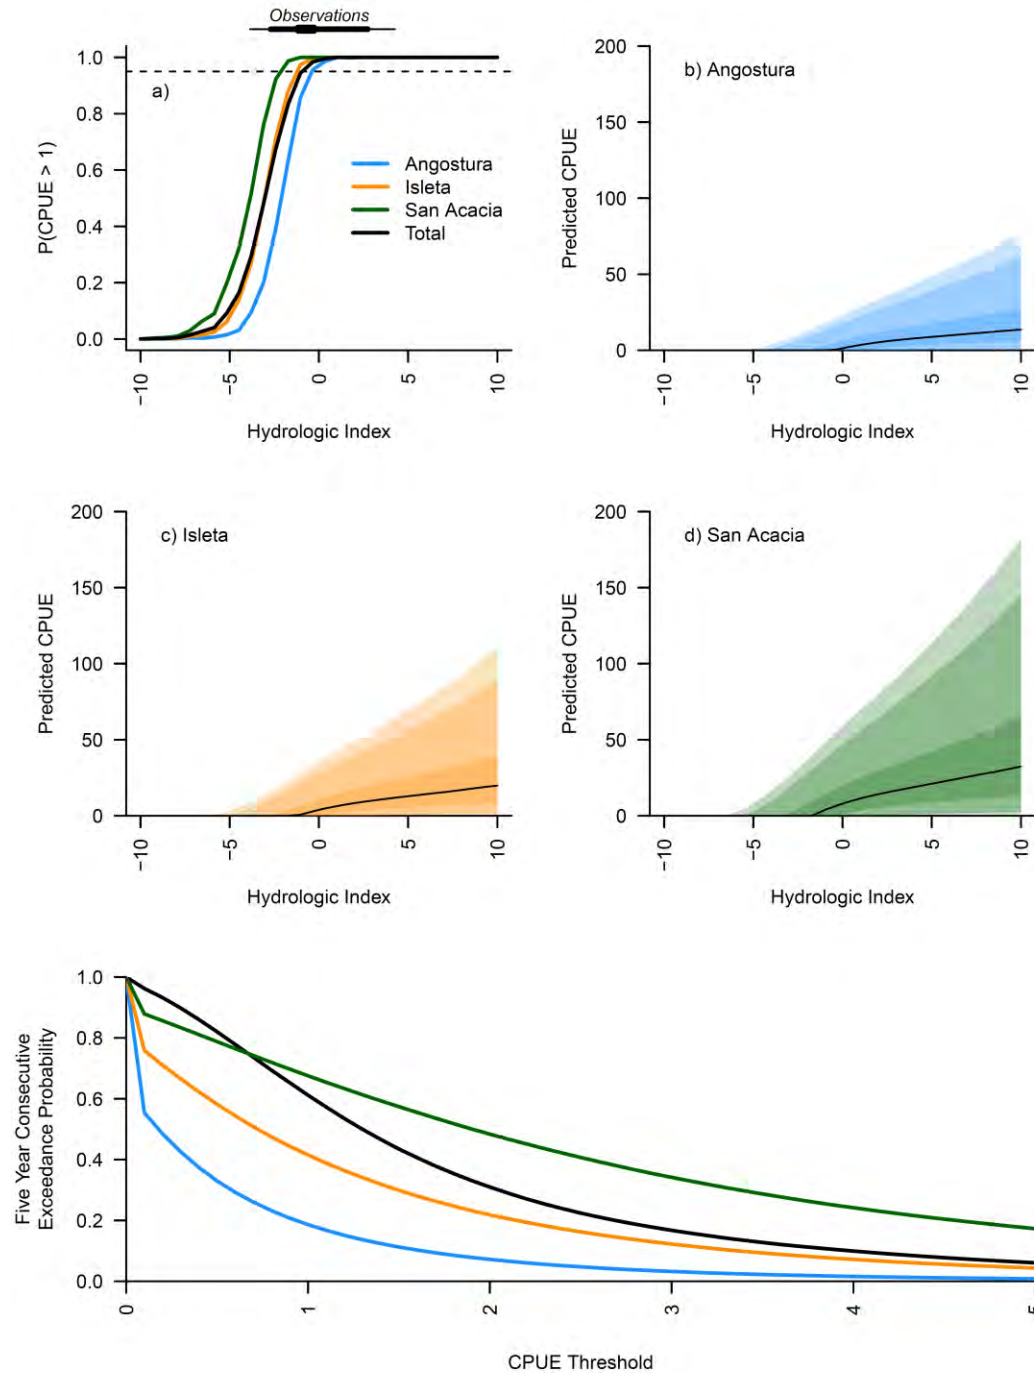 Observations
1.0
0.8
0.6
0.4
0.2
0.0
P(CPUE > 1)
a)
Angostura
Isleta
San Acacia
Total
−10
−5
0
5
10
Hydrologic Index
b) Angostura
200
150
100
50
0
Predicted CPUE
−10
−5
0
5
10
Hydrologic Index
c) Isleta
200
150
100
50
0
Predicted CPUE
−10
−5
0
5
10
Hydrologic Index
d) San Acacia
200
150
100
50
0
Predicted CPUE
−10
−5
0
5
10
Hydrologic Index
Five Year Consecutive
Exceedance Probability
1.0
0.8
0.6
0.4
0.2
0.0
0
1
2
3
4
5
CPUE Threshold